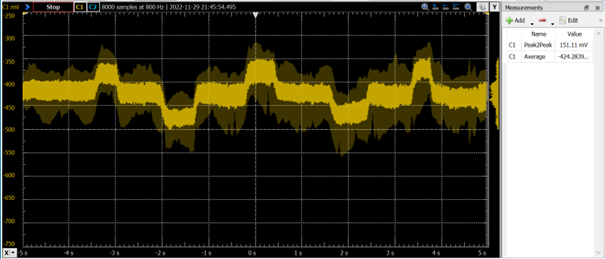 C1 mV Stop C1 C2 8000 samples at 800 Hz | 2022-11-29 21:45:54.495 Y
-250
-300
-350
-400
-450
-500
-550
-600
-650
-700
-750
X -5 s -4 s -3 s -2 s -1 s 0 s 1 s 2 s 3 s 4 s 5 s
Measurements
Add Edit
Name Value
C1 Peak2Peak 151.11 mV
C1 Average -424.2839...